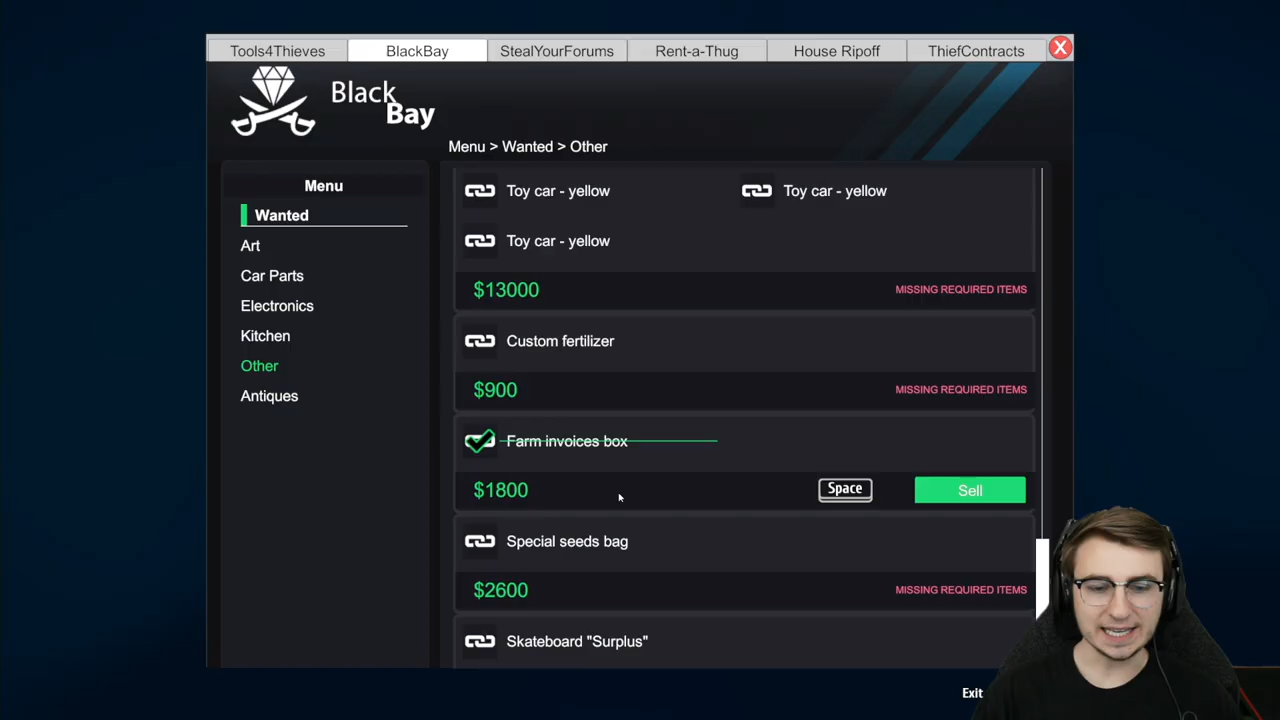 Tools4Thieves
BlackBay
StealYourForums
Rent-a-Thug
House Ripoff
ThiefContracts
X
Black
Bay
Menu > Wanted > Other
Menu
Wanted
Art
Car Parts
Electronics
Kitchen
Other
Antiques
Toy car - yellow
Toy car - yellow
Toy car - yellow
$13000
MISSING REQUIRED ITEMS
Custom fertilizer
$900
MISSING REQUIRED ITEMS
Farm invoices box
$1800
Space
Sell
Special seeds bag
$2600
MISSING REQUIRED ITEMS
Skateboard "Surplus"
Exit